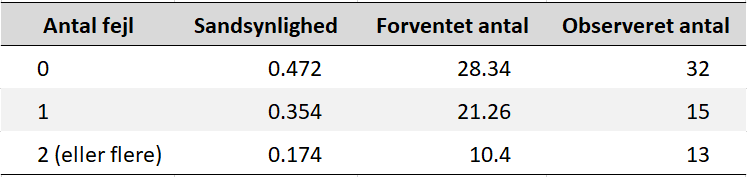 Antal fejl Sandsynlighed Forventet antal Observeret antal
0 0.472 28.34 32
1 0.354 21.26 15
2 (eller flere) 0.174 10.4 13